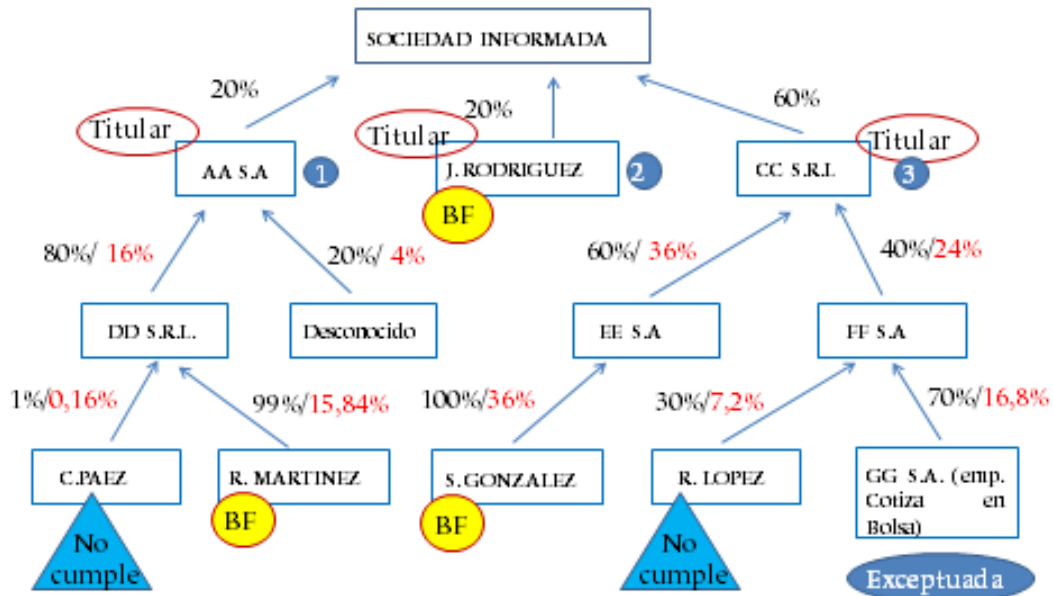 SOCIEDAD INFORMADA
20%
20%
60%
Titular
Titular
Titular
AA S.A
1
J. RODRIGUEZ
2
CC S.R.L
3
BF
80%/ 16%
20%/ 4%
60%/ 36%
40%/24%
DD S.R.L.
Desconocido
EE S.A
FF S.A
1%/0,16%
99%/15,84%
100%/36%
30%/7,2%
70%/16,8%
C.PAEZ
R. MARTINEZ
S.GONZALEZ
R. LOPEZ
GG S.A. (emp.
Cotiza en
Bolsa)
BF
BF
No
cumple
No
cumple
Exceptuada